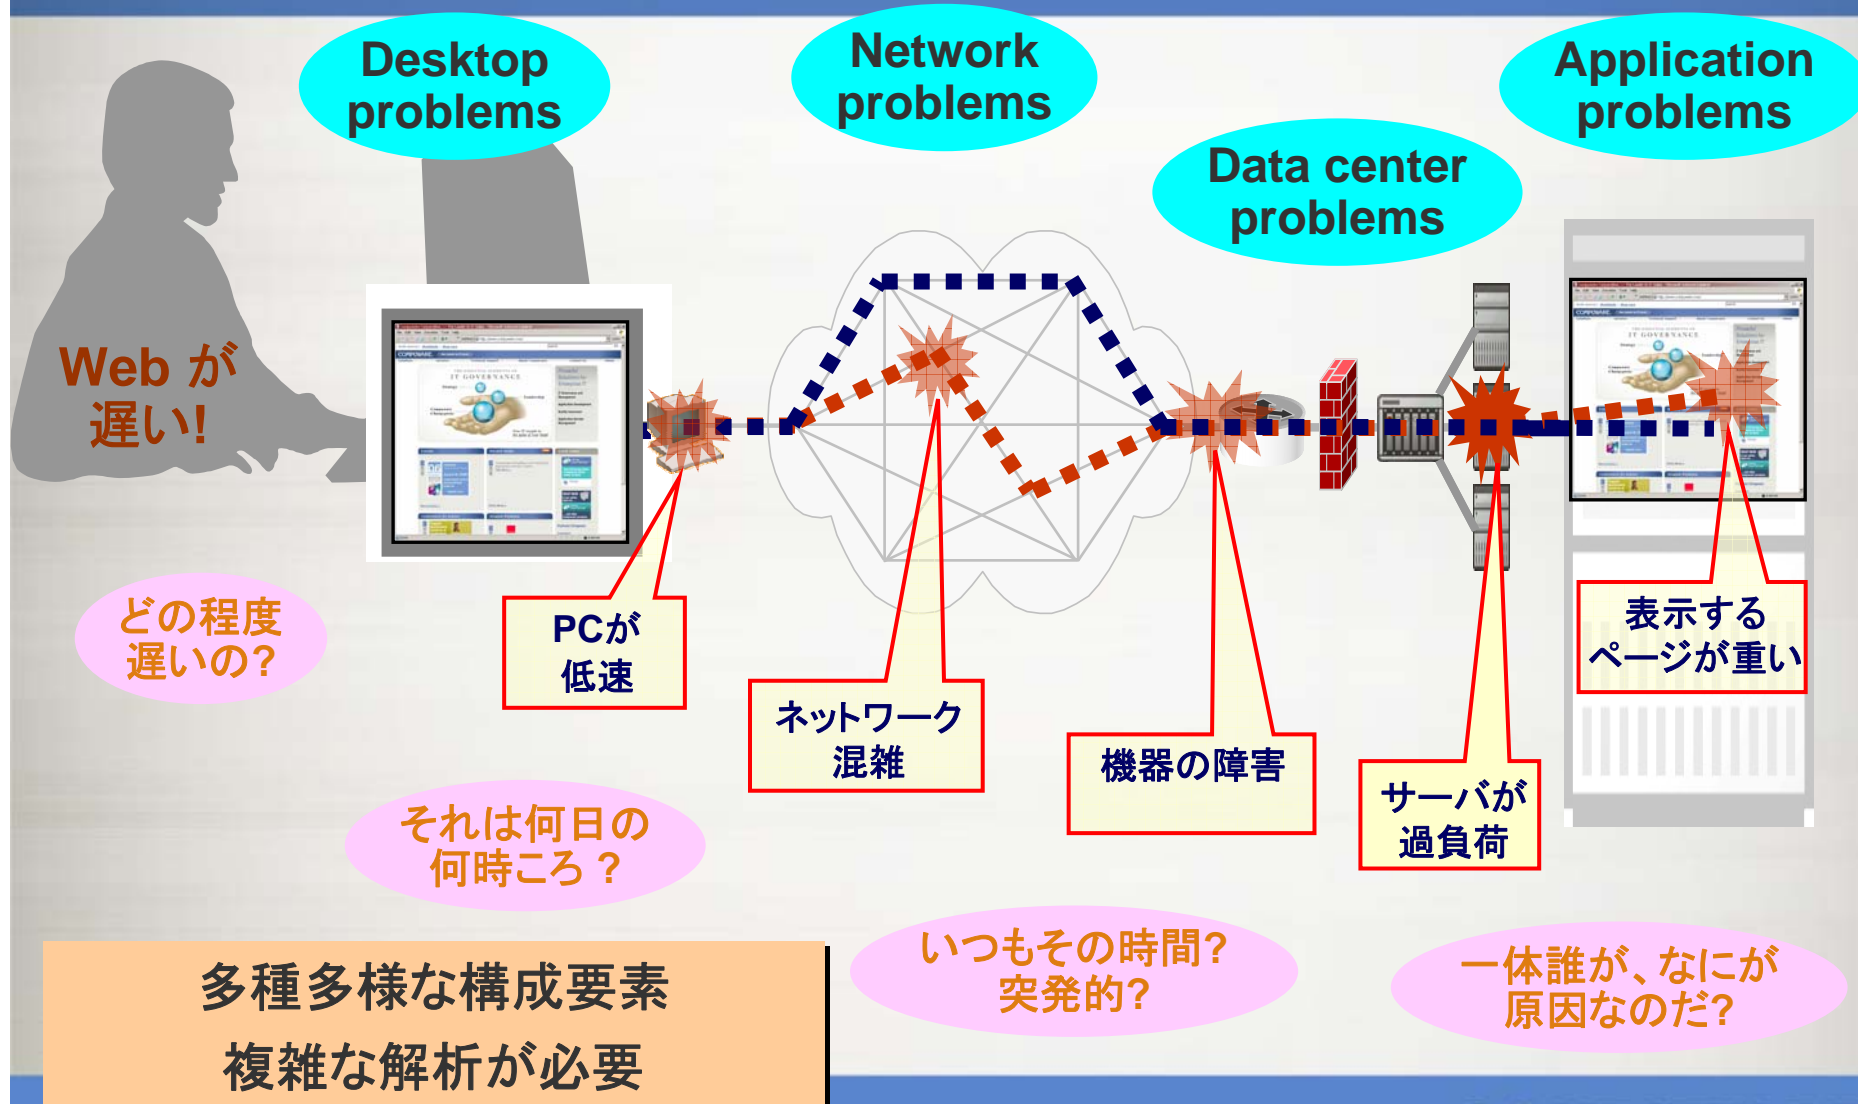 Desktop
problems
Network
problems
Data center
problems
Application
problems
Web が
遅い!
COMPUWARE
IT GOVERNANCE
IT GOVERNANCE
どの程度
遅いの?
PCが
低速
ネットワーク
混雑
機器の障害
サーバが
過負荷
表示する
ページが重い
それは何日の
何時ころ ?
いつもその時間?
突発的?
一体誰が、なにが
原因なのだ?
多種多様な構成要素
複雑な解析が必要